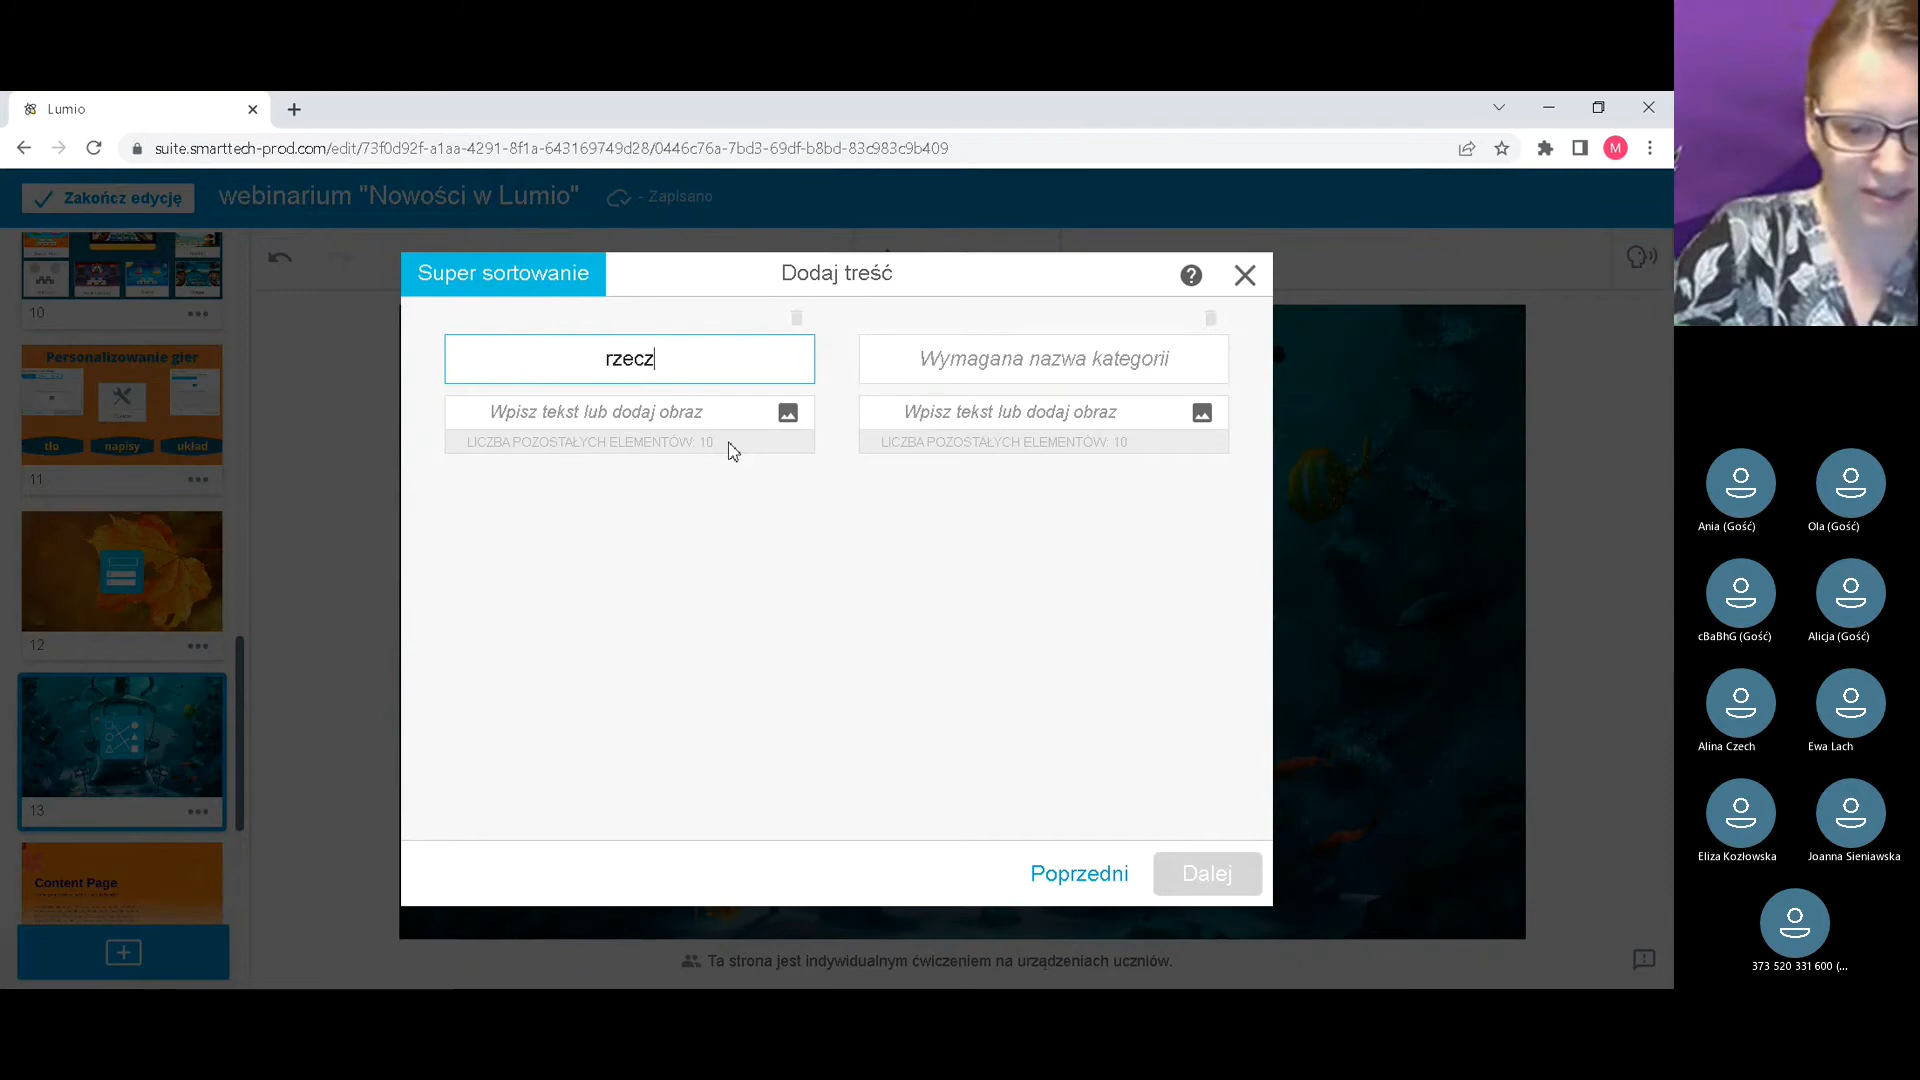 Lumio
suite.smarttech-prod.com/edit/73f0d92f-a1aa-4291-8f1a-643169749d28/0446c76a-7bd3-69df-b8bd-83c983c9b409
M
Zakończ edycję
webinarium "Nowości w Lumio"
- Zapisano
10
Personalizowanie gier
tło
napisy
układ
11
12
13
Content Page
Super sortowanie
Dodaj treść
rzecz
Wymagana nazwa kategorii
Wpisz tekst lub dodaj obraz
Wpisz tekst lub dodaj obraz
LICZBA POZOSTAŁYCH ELEMENTÓW: 10
LICZBA POZOSTAŁYCH ELEMENTÓW: 10
Poprzedni
Dalej
Ta strona jest indywidualnym ćwiczeniem na urządzeniach uczniów.
Ania (Gość)
Ola (Gość)
cBaBhG (Gość)
Alicja (Gość)
Alina Czech
Ewa Lach
Eliza Kozłowska
Joanna Sieniawska
373 520 331 600 (...